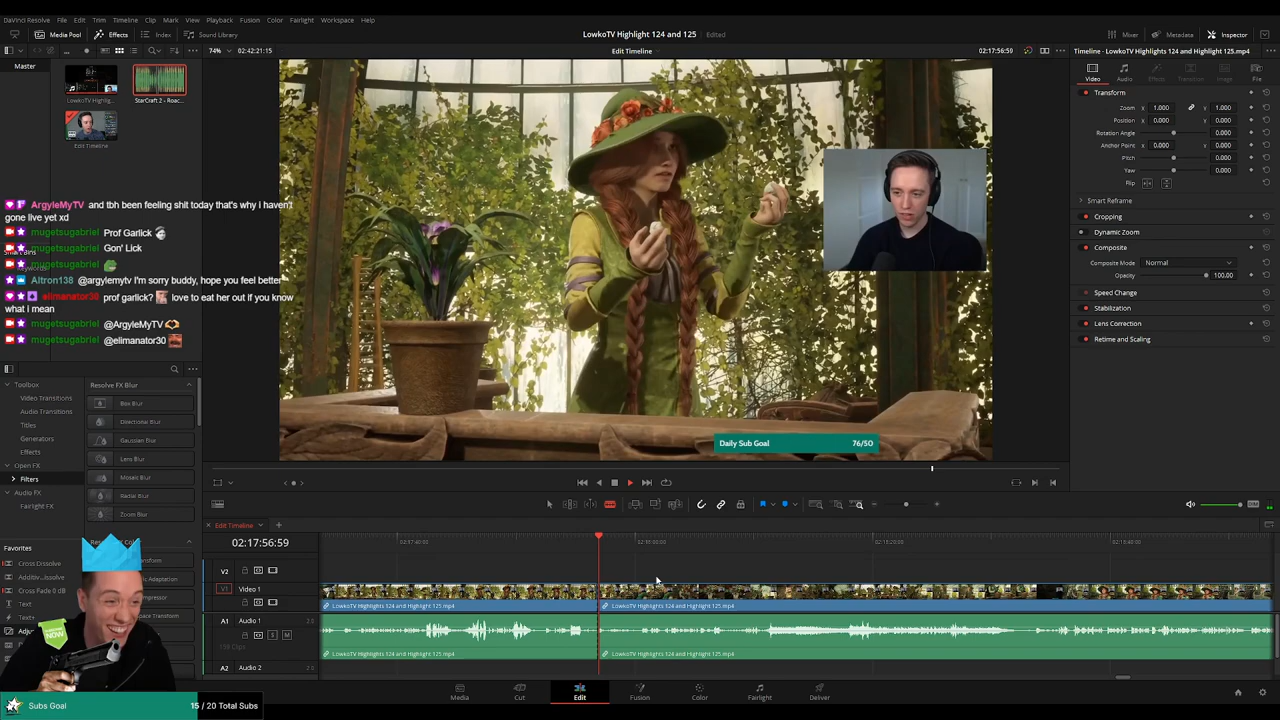 DaVinci Resolve File Edit Trim Timeline Clip Mark View Playback Fusion Color Fairlight Workspace Help
Media Pool Effects Index Sound Library
LowkoTV Highlight 124 and 125 Edited
Mixer Metadata Inspector
74% 02:42:21:15
Edit Timeline
02:17:56:59
Timeline - LowkoTV Highlights 124 and Highlight 125.mp4
Master
LowkoTV Highlig...
StarCraft 2 - Roac...
Edit Timeline
Video
Audio
Effects
Transition
Image
File
Transform
Zoom X 1.000 Y 1.000
Position X 0.000 Y 0.000
Rotation Angle 0.000
Anchor Point X 0.000 Y 0.000
Pitch 0.000
Yaw 0.000
Flip
Smart Reframe
Cropping
Dynamic Zoom
Composite
Composite Mode Normal
Opacity 100.00
Speed Change
Stabilization
Lens Correction
Retime and Scaling
ArgyleMyTV and tbh been feeling shit today that's why i haven't
gone live yet xd
mugetsugabriel Prof Garlick
mugetsugabriel Gon' Lick
Smart Bins
Keywords
mugetsugabriel
Altron138 @argylemytv I'm sorry buddy, hope you feel better
elimanator30 prof garlick? love to eat her out if you know
what i mean
mugetsugabriel @ArgyleMyTV
mugetsugabriel @elimanator30
Daily Sub Goal 76/50
Toolbox
Video Transitions
Audio Transitions
Titles
Generators
Effects
Open FX
Filters
Audio FX
Fairlight FX
Resolve FX Blur
Box Blur
Directional Blur
Gaussian Blur
Lens Blur
Mosaic Blur
Radial Blur
Zoom Blur
Favorites
Cross Dissolve
Additiv...issolve
Cross Fade 0 dB
Text
Text+
Edit Timeline
02:17:56:59
02:17:40:00 02:18:00:00 02:18:20:00 02:18:40:00
V2
V1 Video 1
LowkoTV Highlights 124 and Highlight 125.mp4
LowkoTV Highlights 124 and Highlight 125.mp4
A1 Audio 1 2.0
S M
LowkoTV Highlights 124 and Highlight 125.mp4
LowkoTV Highlights 124 and Highlight 125.mp4
A2 Audio 2 2.0
DIM
NOW
Media
Cut
Edit
Fusion
Color
Fairlight
Deliver
Subs Goal 15 / 20 Total Subs